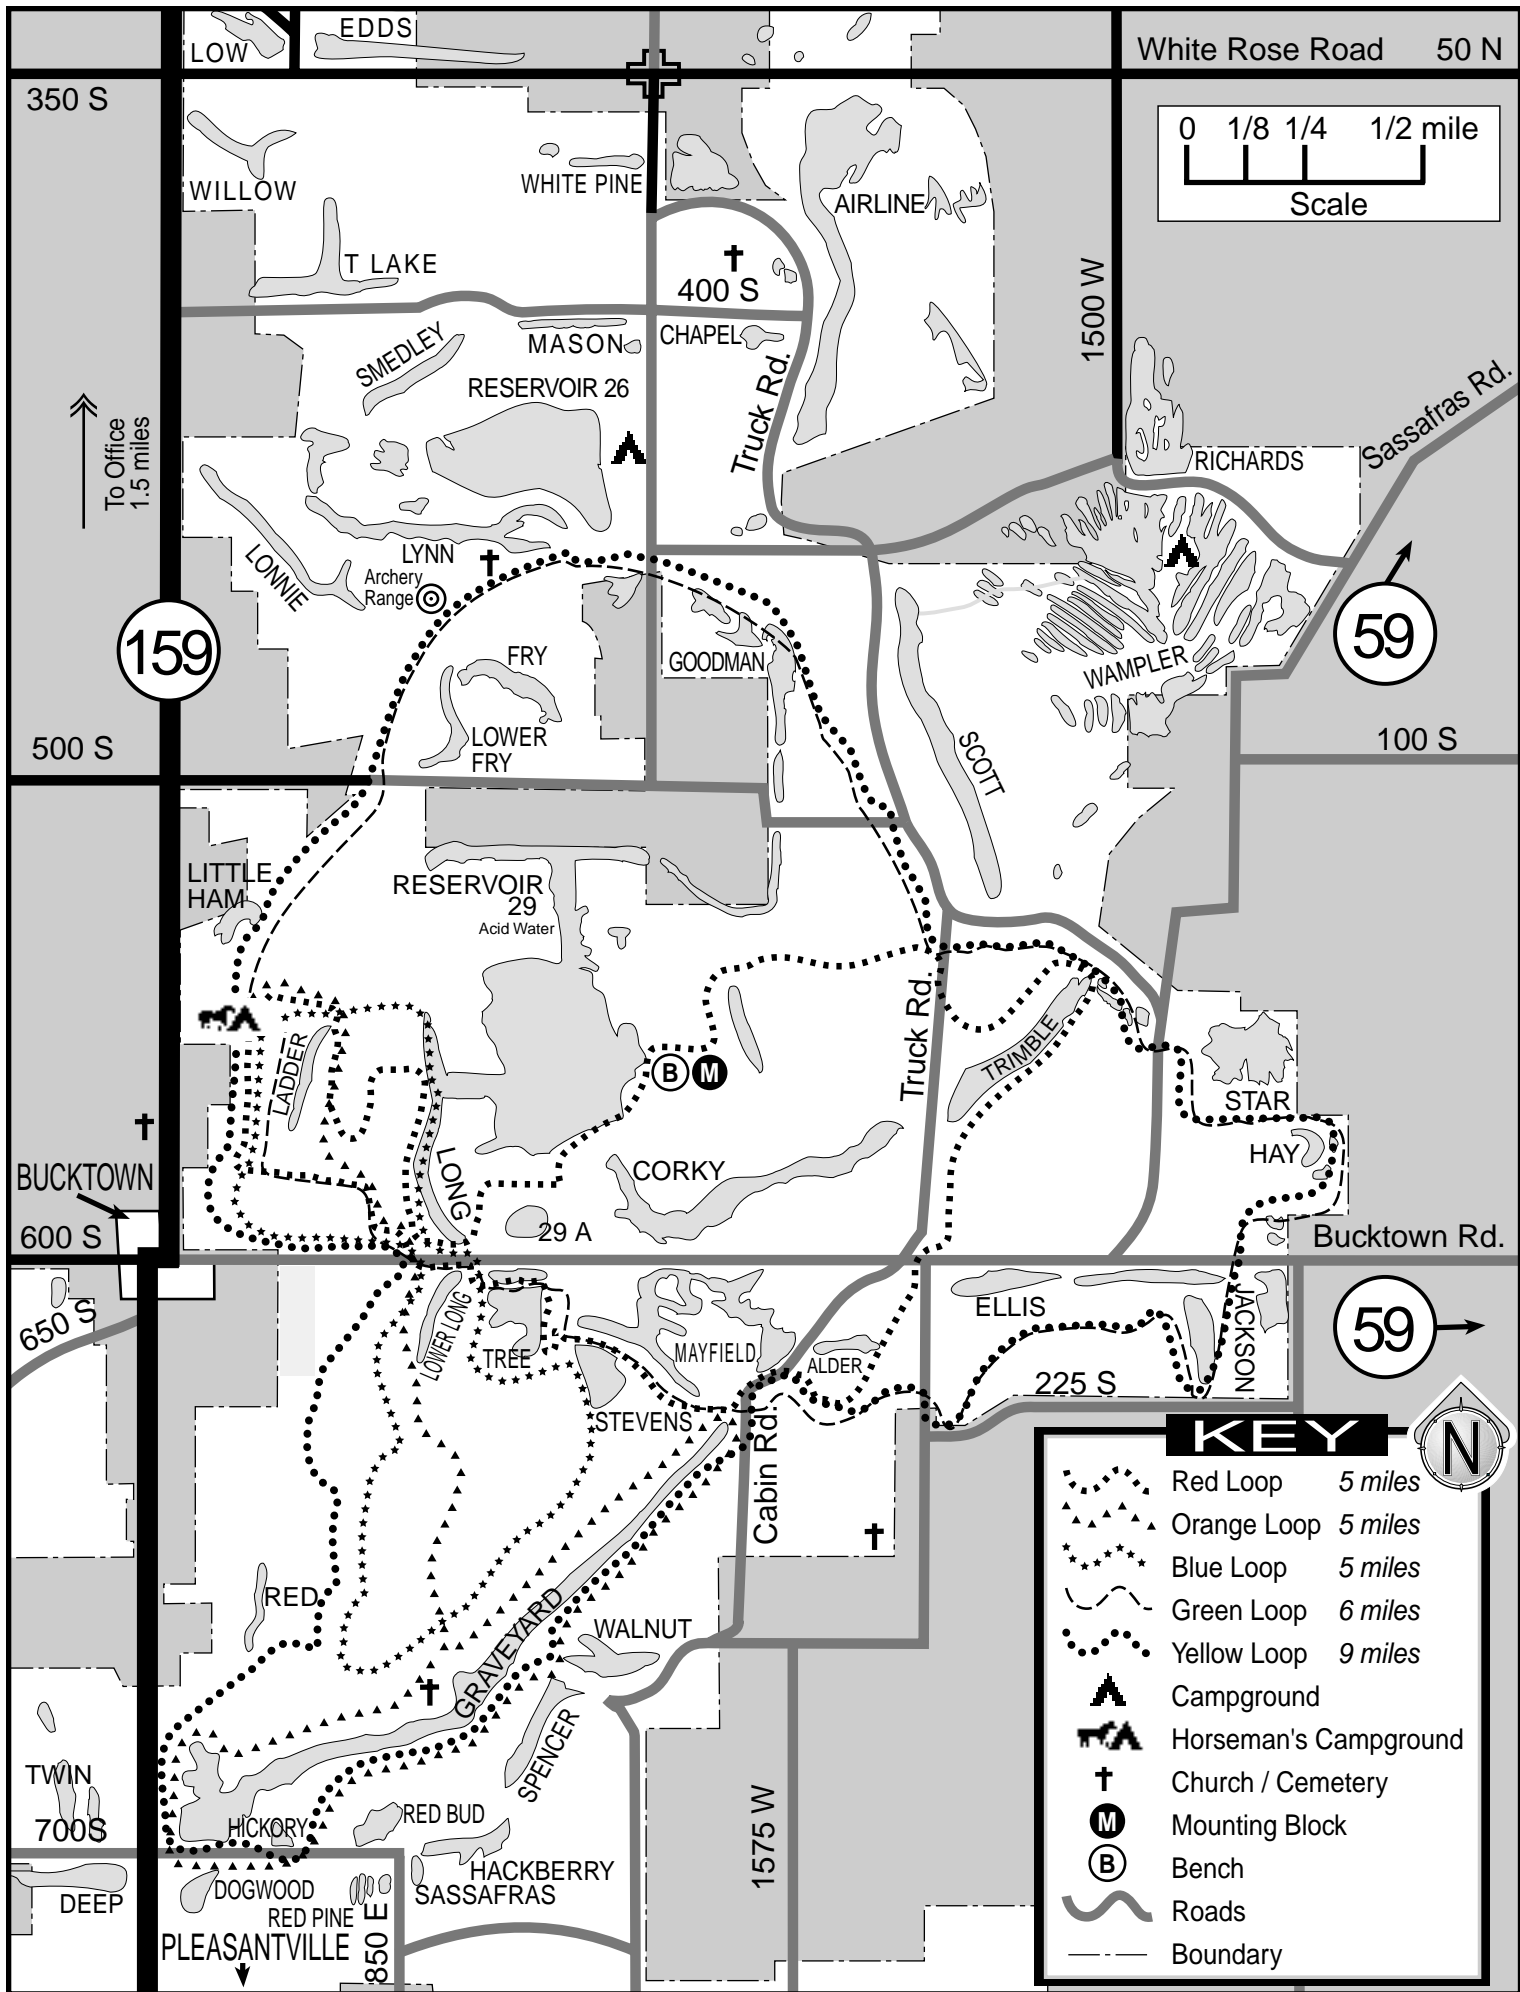 EDDS
LOW
White Rose Road 50 N
350 S
0 1/8 1/4 1/2 mile
Scale
WILLOW
WHITE PINE
AIRLINE
T LAKE
400 S
1500 W
SMEDLEY
MASON
CHAPEL
Truck Rd.
RESERVOIR 26
Sassafras Rd.
To Office
1.5 miles
RICHARDS
LYNN
LONNIE
Archery
Range
159
59
FRY
GOODMAN
WAMPLER
LOWER
FRY
SCOTT
500 S
100 S
LITTLE
HAM
RESERVOIR
29
Acid Water
Truck Rd.
LADDER
TRIMBLE
B
M
STAR
HAY
BUCKTOWN
LONG
CORKY
600 S
29 A
Bucktown Rd.
650 S
LOWER LONG
TREE
MAYFIELD
ALDER
ELLIS
JACKSON
59
225 S
STEVENS
Cabin Rd.
KEY
N
Red Loop 5 miles
Orange Loop 5 miles
Blue Loop 5 miles
Green Loop 6 miles
Yellow Loop 9 miles
Campground
Horseman's Campground
Church / Cemetery
M Mounting Block
B Bench
Roads
Boundary
RED
GRAVEYARD
WALNUT
SPENCER
TWIN
700S
HICKORY
RED BUD
HACKBERRY
SASSAFRAS
1575 W
DEEP
DOGWOOD
RED PINE
850 E
PLEASANTVILLE